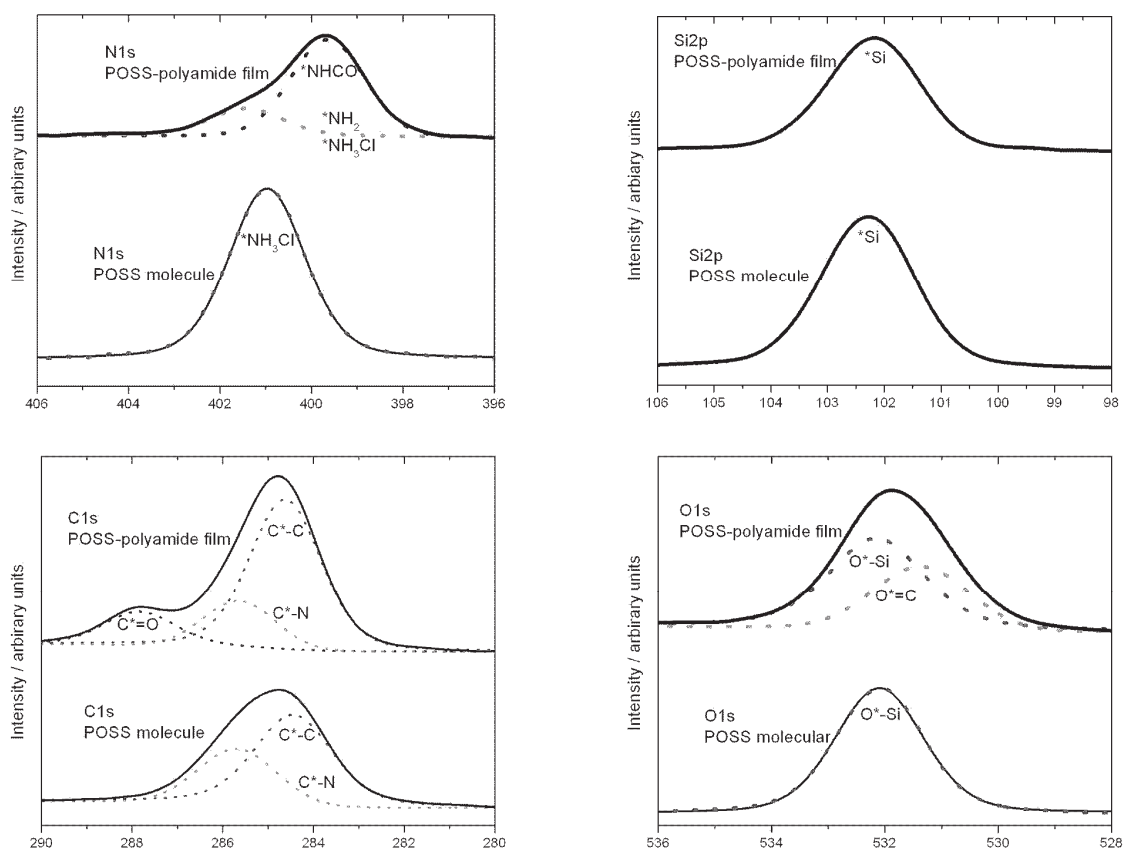 N1s
POSS-polyamide film
*NHCO
*NH2
*NH3Cl
N1s
POSS molecule
*NH3Cl
Intensity / arbirary units
406 404 402 400 398 396
Si2p
POSS-polyamide film
*Si
Si2p
POSS molecule
*Si
Intensity / arbiary units
106 105 104 103 102 101 100 99 98
C1s
POSS-polyamide film
C*-C
C*-N
C*=O
C1s
POSS molecule
C*-C
C*-N
Intensity / arbirary units
290 288 286 284 282 280
O1s
POSS-polyamide film
O*-Si
O*=C
O1s
POSS molecular
O*-Si
Intensity / arbirary units
536 534 532 530 528